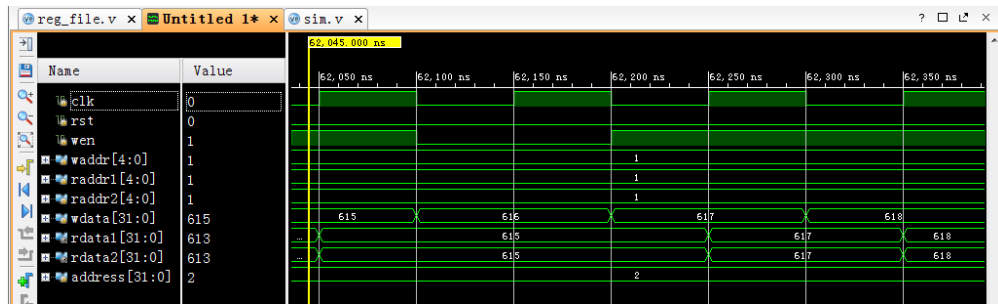 reg_file.v × Untitled 1* × sim.v × ?
62,045.000 ns
Name Value 62,050 ns 62,100 ns 62,150 ns 62,200 ns 62,250 ns 62,300 ns 62,350 ns
clk 0
rst 0
wen 1
waddr[4:0] 1 1
raddr1[4:0] 1 1
raddr2[4:0] 1 1
wdata[31:0] 615 615 616 617 618
rdata1[31:0] 613 ... 615 617 618
rdata2[31:0] 613 ... 615 617 618
address[31:0] 2 2